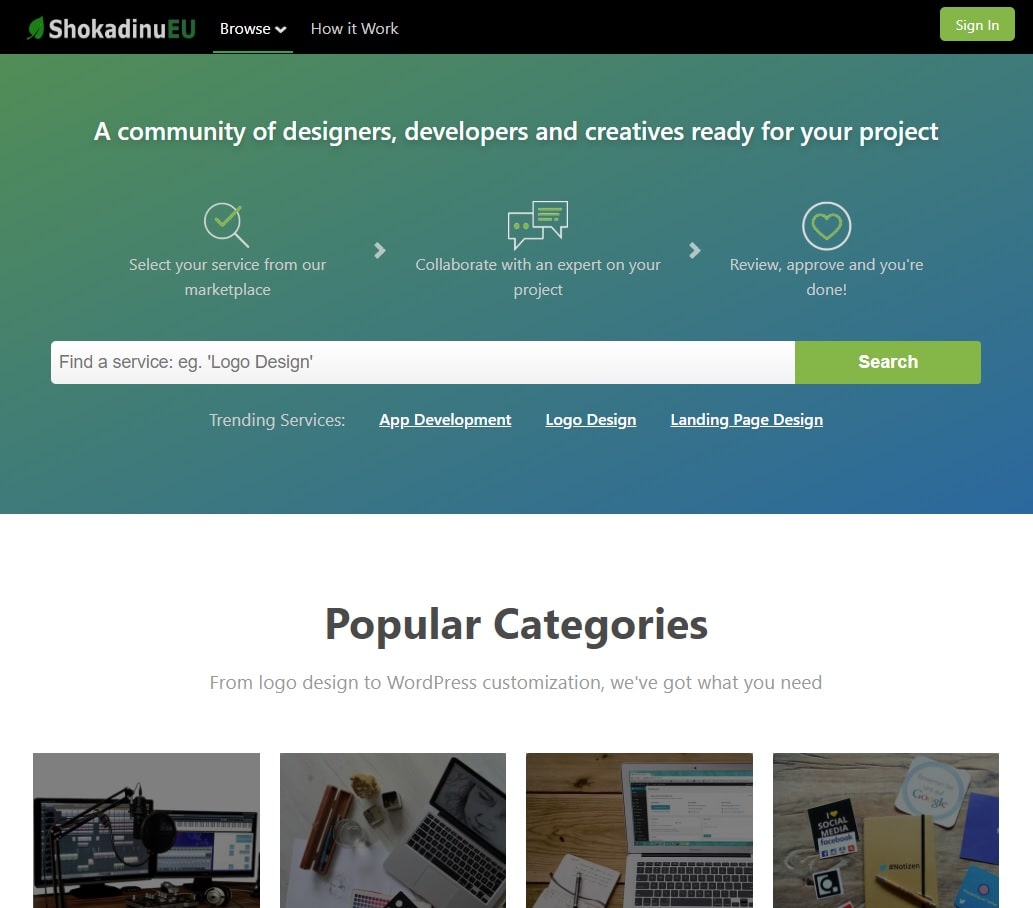 ShokadinuEU
Browse
How it Work
Sign In
A community of designers, developers and creatives ready for your project
Select your service from our
marketplace
Collaborate with an expert on your
project
Review, approve and you're
done!
Find a service: eg. 'Logo Design'
Search
Trending Services:
App Development
Logo Design
Landing Page Design
Popular Categories
From logo design to WordPress customization, we've got what you need
Google
I
SOCIAL
MEDIA
facebook
#Notizen